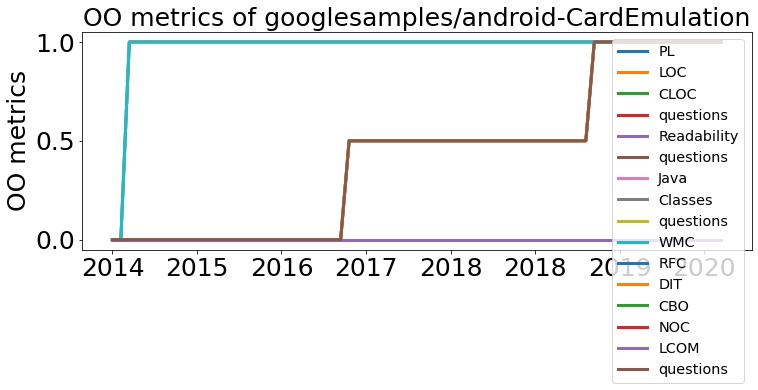 OO metrics of googlesamples/android-CardEmulation
OO metrics
1.0
0.5
0.0
2014 2015 2016 2017 2018 2018 2019 2020
PL
LOC
CLOC
questions
Readability
questions
Java
Classes
questions
WMC
RFC
DIT
CBO
NOC
LCOM
questions